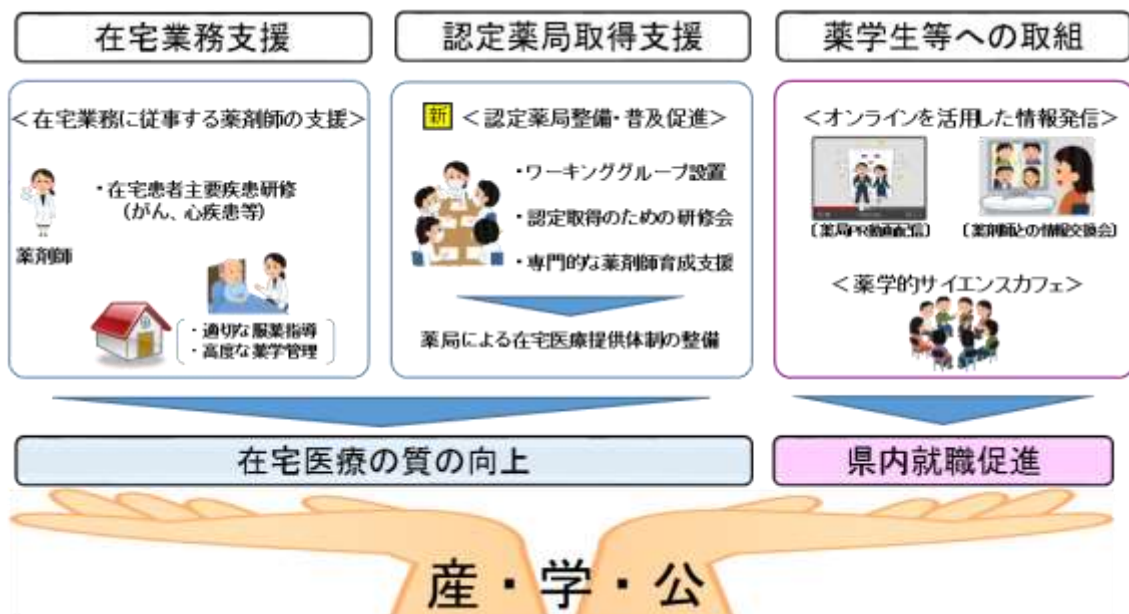 在宅業務支援
<在宅業務に従事する薬剤師の支援>
薬剤師
・在宅患者主要疾患研修
(がん、心疾患等)
・適切な服薬指導
・高度な薬学管理
認定薬局取得支援
新 <認定薬局整備・普及促進>
・ワーキンググループ設置
・認定取得のための研修会
・専門的な薬剤師育成支援
薬局による在宅医療提供体制の整備
薬学生等への取組
<オンラインを活用した情報発信>
〔薬局PR動画配信〕 〔薬剤師との情報交換会〕
<薬学的サイエンスカフェ>
在宅医療の質の向上
県内就職促進
産・学・公